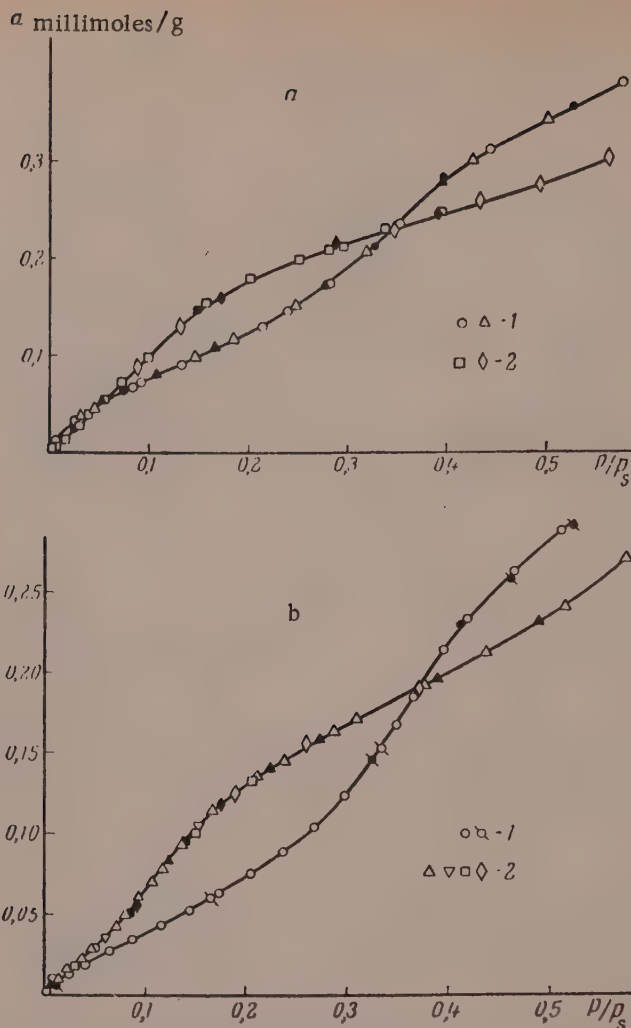 a millimoles/g
a
0,3
0,2
0,1
○ △ -1
□ ◊ -2
0,1 0,2 0,3 0,4 0,5 P/Ps
b
0,25
0,20
0,15
0,10
0,05
-1
△ ▽ □ ◊ -2
0,1 0,2 0,3 0,4 0,5 P/Ps